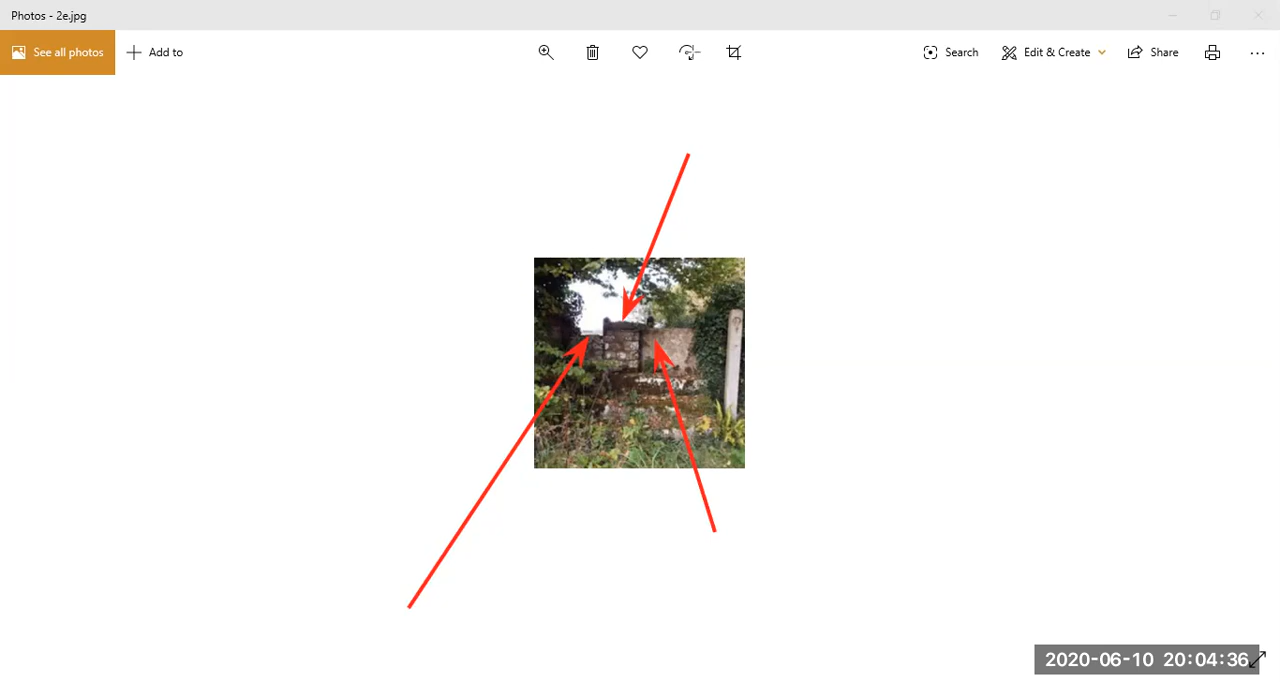 Photos - 2e.jpg
See all photos
Add to
Search
Edit & Create
Share
2020-06-10 20:04:36